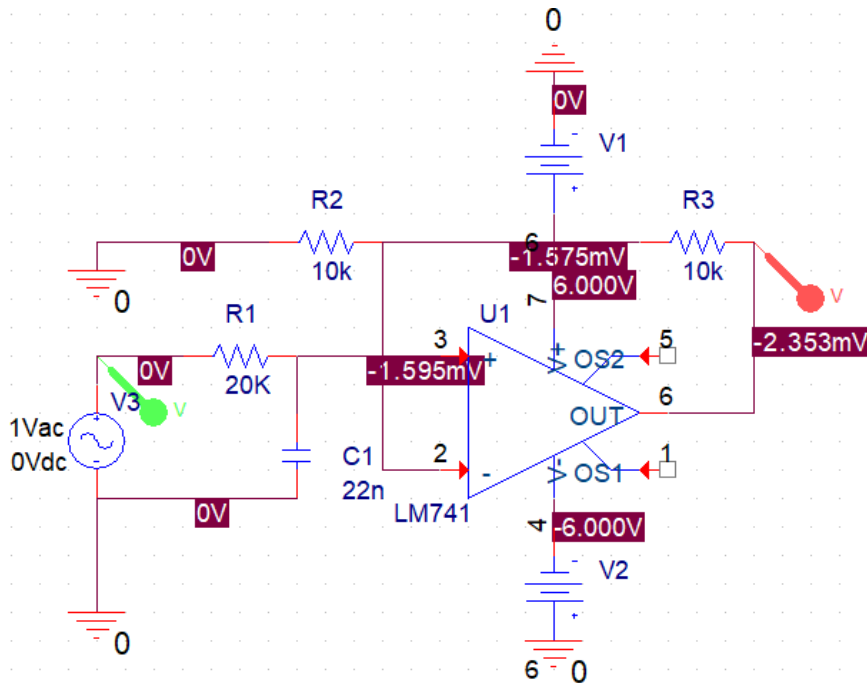 0
0V
V1
-
+
R2
R3
0V
10k
6
-1.575mV
10k
V
0
6.000V
7
R1
U1
3
+
V+
OS2
5
-2.353mV
0V
20K
-1.595mV
V3
V
OUT
6
1Vac
0Vdc
+
-
C1
22n
2
-
V-
OS1
1
0V
LM741
4
-6.000V
-
V2
+
0
6
0